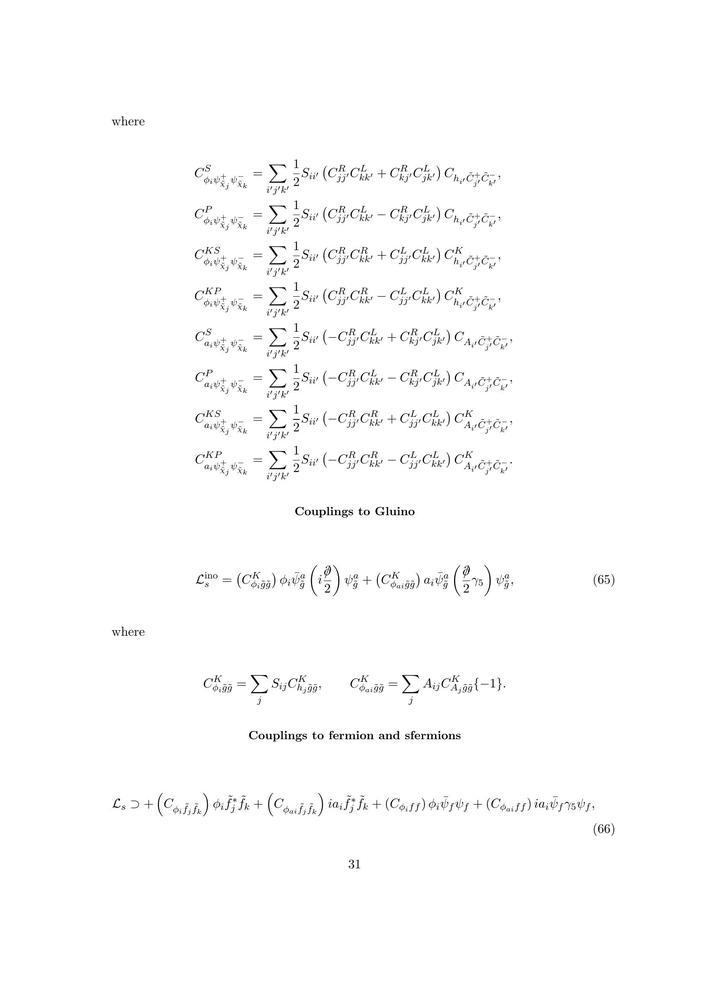 where
$C^{S}_{\phi_i \psi^+_{\tilde{\chi}_j} \psi^-_{\tilde{\chi}_k}} = \sum_{i'j'k'} \frac{1}{2} S_{ii'} \left( C^R_{jj'} C^L_{kk'} + C^R_{kj'} C^L_{jk'} \right) C_{h_{i'} \tilde{C}^+_{j'} \tilde{C}^-_{k'}},$
$C^{P}_{\phi_i \psi^+_{\tilde{\chi}_j} \psi^-_{\tilde{\chi}_k}} = \sum_{i'j'k'} \frac{1}{2} S_{ii'} \left( C^R_{jj'} C^L_{kk'} - C^R_{kj'} C^L_{jk'} \right) C_{h_{i'} \tilde{C}^+_{j'} \tilde{C}^-_{k'}},$
$C^{KS}_{\phi_i \psi^+_{\tilde{\chi}_j} \psi^-_{\tilde{\chi}_k}} = \sum_{i'j'k'} \frac{1}{2} S_{ii'} \left( C^R_{jj'} C^R_{kk'} + C^L_{jj'} C^L_{kk'} \right) C^K_{h_{i'} \tilde{C}^+_{j'} \tilde{C}^-_{k'}},$
$C^{KP}_{\phi_i \psi^+_{\tilde{\chi}_j} \psi^-_{\tilde{\chi}_k}} = \sum_{i'j'k'} \frac{1}{2} S_{ii'} \left( C^R_{jj'} C^R_{kk'} - C^L_{jj'} C^L_{kk'} \right) C^K_{h_{i'} \tilde{C}^+_{j'} \tilde{C}^-_{k'}},$
$C^{S}_{a_i \psi^+_{\tilde{\chi}_j} \psi^-_{\tilde{\chi}_k}} = \sum_{i'j'k'} \frac{1}{2} S_{ii'} \left( -C^R_{jj'} C^L_{kk'} + C^R_{kj'} C^L_{jk'} \right) C_{A_{i'} \tilde{C}^+_{j'} \tilde{C}^-_{k'}},$
$C^{P}_{a_i \psi^+_{\tilde{\chi}_j} \psi^-_{\tilde{\chi}_k}} = \sum_{i'j'k'} \frac{1}{2} S_{ii'} \left( -C^R_{jj'} C^L_{kk'} - C^R_{kj'} C^L_{jk'} \right) C_{A_{i'} \tilde{C}^+_{j'} \tilde{C}^-_{k'}},$
$C^{KS}_{a_i \psi^+_{\tilde{\chi}_j} \psi^-_{\tilde{\chi}_k}} = \sum_{i'j'k'} \frac{1}{2} S_{ii'} \left( -C^R_{jj'} C^R_{kk'} + C^L_{jj'} C^L_{kk'} \right) C^K_{A_{i'} \tilde{C}^+_{j'} \tilde{C}^-_{k'}},$
$C^{KP}_{a_i \psi^+_{\tilde{\chi}_j} \psi^-_{\tilde{\chi}_k}} = \sum_{i'j'k'} \frac{1}{2} S_{ii'} \left( -C^R_{jj'} C^R_{kk'} - C^L_{jj'} C^L_{kk'} \right) C^K_{A_{i'} \tilde{C}^+_{j'} \tilde{C}^-_{k'}}.$
Couplings to Gluino
$\mathcal{L}^{\text{ino}}_s = \left( C^K_{\phi_i \tilde{g}\tilde{g}} \right) \phi_i \bar{\psi}^a_{\tilde{g}} \left( i \frac{\not\partial}{2} \right) \psi^a_{\tilde{g}} + \left( C^K_{\phi_{ai} \tilde{g}\tilde{g}} \right) a_i \bar{\psi}^a_{\tilde{g}} \left( \frac{\not\partial}{2} \gamma_5 \right) \psi^a_{\tilde{g}},$ (65)
where
$C^K_{\phi_i \tilde{g}\tilde{g}} = \sum_j S_{ij} C^K_{h_j \tilde{g}\tilde{g}}, \quad C^K_{\phi_{ai} \tilde{g}\tilde{g}} = \sum_j A_{ij} C^K_{A_j \tilde{g}\tilde{g}} \{-1\}.$
Couplings to fermion and sfermions
$\mathcal{L}_s \supset + \left( C_{\phi_i \tilde{f}_j \tilde{f}_k} \right) \phi_i \tilde{f}^*_j \tilde{f}_k + \left( C_{\phi_{ai} \tilde{f}_j \tilde{f}_k} \right) i a_i \tilde{f}^*_j \tilde{f}_k + \left( C_{\phi_i ff} \right) \phi_i \bar{\psi}_f \psi_f + \left( C_{\phi_{ai} ff} \right) i a_i \bar{\psi}_f \gamma_5 \psi_f,$
(66)
31